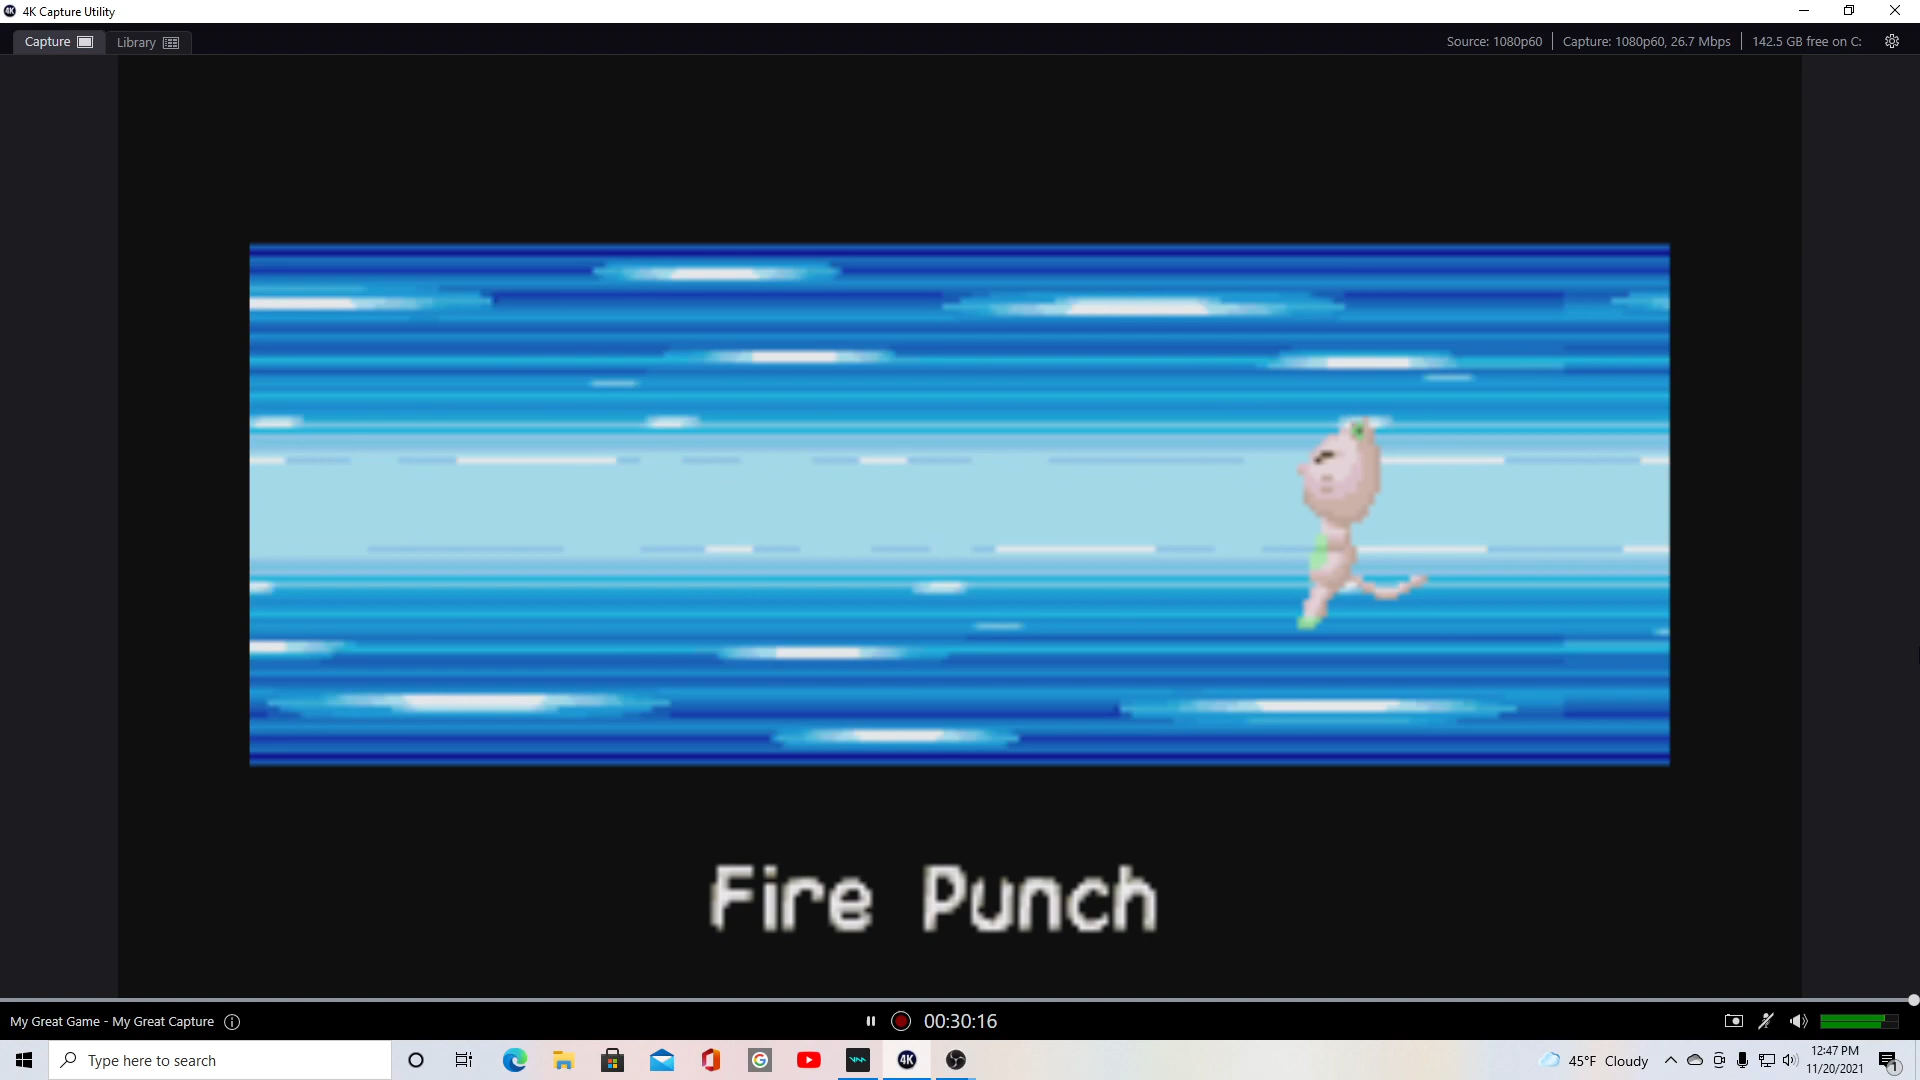 4K Capture Utility
Capture
Library
Source: 1080p60
Capture: 1080p60, 26.7 Mbps
142.5 GB free on C:
Fire Punch
My Great Game - My Great Capture
00:30:16
Type here to search
4K
45°F Cloudy
12:47 PM
11/20/2021
1